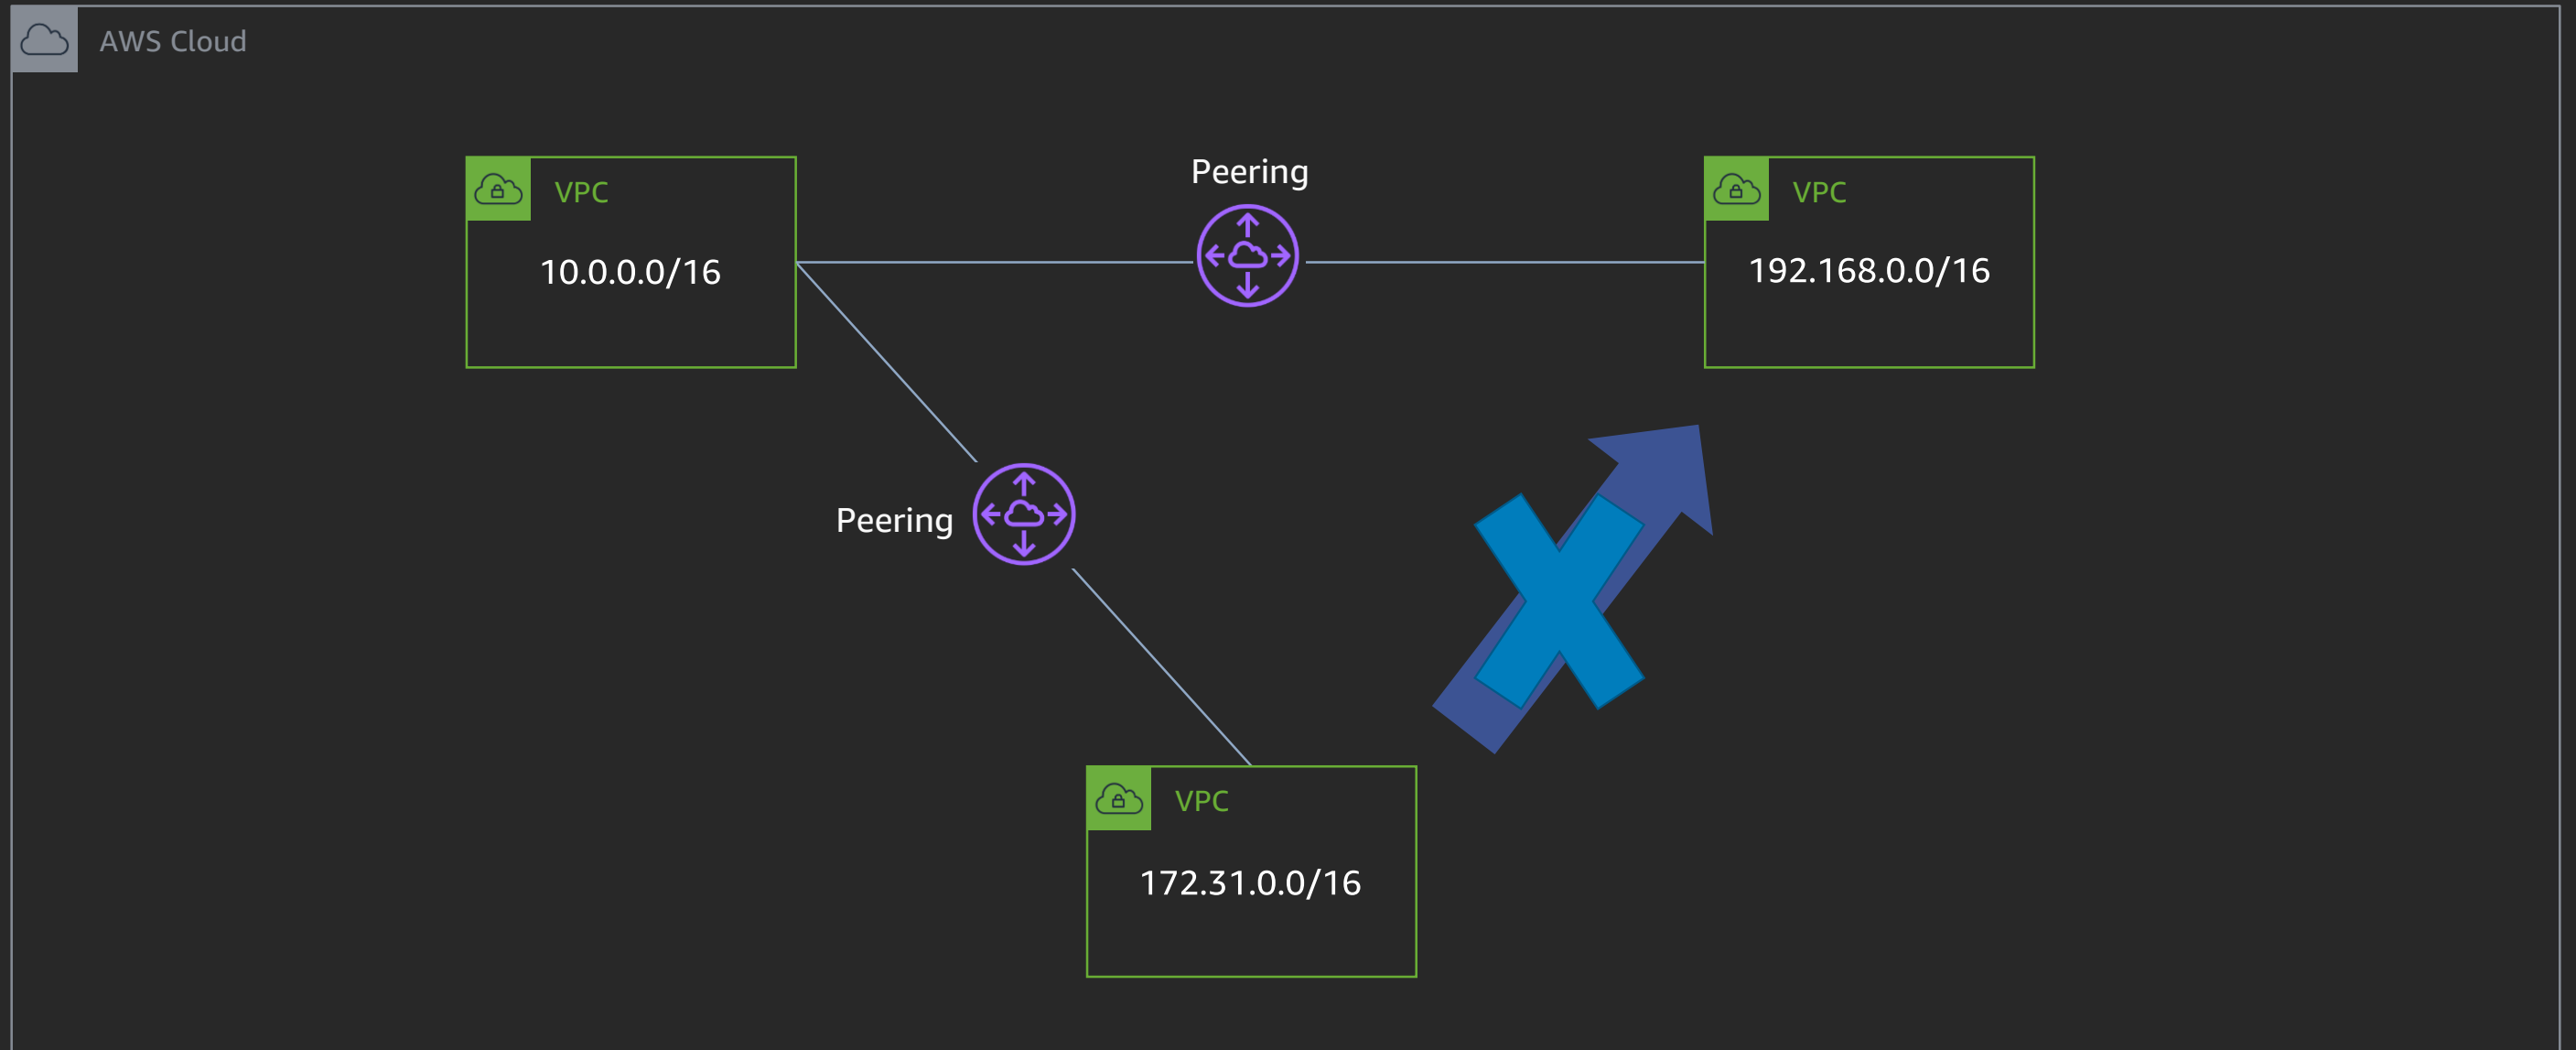 AWS Cloud
Peering
VPC
VPC
10.0.0.0/16
192.168.0.0/16
Peering
VPC
172.31.0.0/16